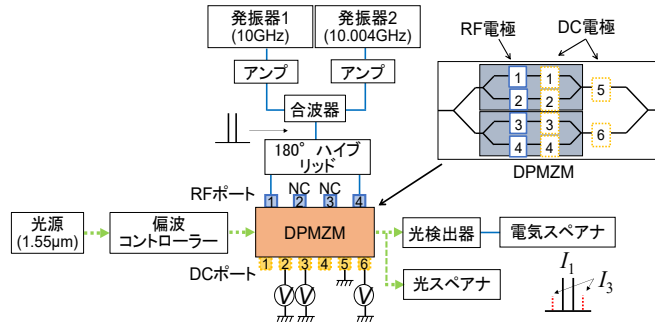 発振器1
(10GHz)
発振器2
(10.004GHz)
アンプ
アンプ
合波器
180° ハイブ
リッド
RF電極
DC電極
1
1
2
2
3
3
4
4
5
6
DPMZM
RFポート
NC
NC
1
2
3
4
光源
(1.55μm)
偏波
コントローラー
DPMZM
光検出器
電気スペアナ
光スペアナ
DCポート
1
2
3
4
5
6
V
V
V
I1
I3